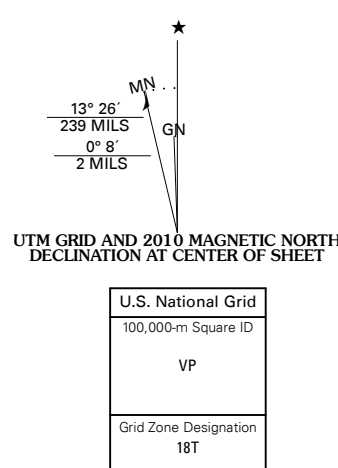 ★
MN
13° 26´
239 MILS
GN
0° 8´
2 MILS
UTM GRID AND 2010 MAGNETIC NORTH
DECLINATION AT CENTER OF SHEET
U.S. National Grid
100,000-m Square ID
VP
Grid Zone Designation
18T